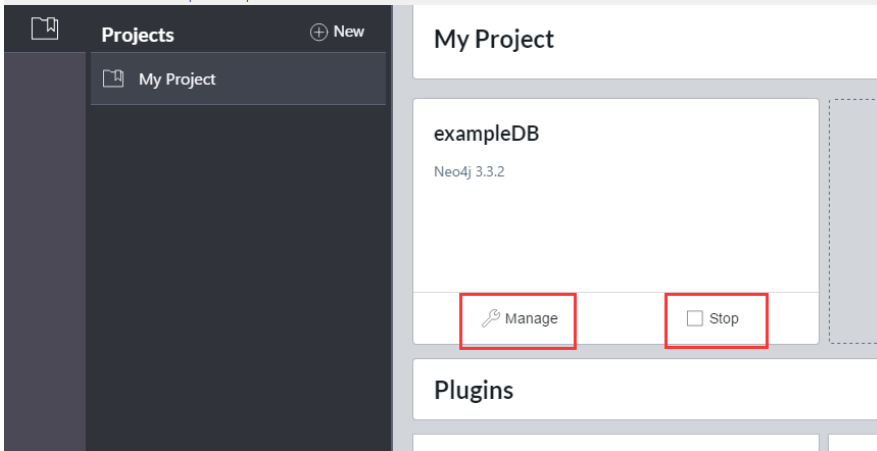 Projects
New
My Project
My Project
exampleDB
Neo4j 3.3.2
Manage
Stop
Plugins